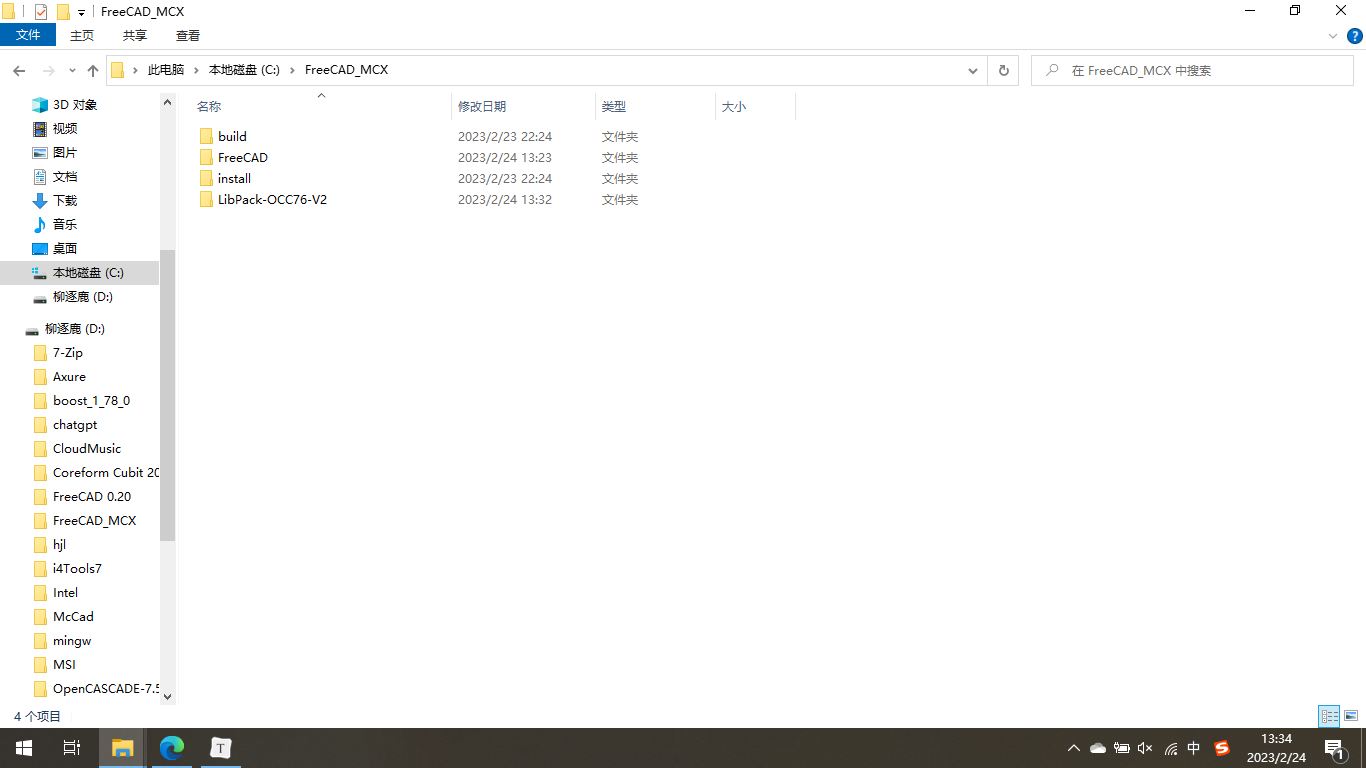 FreeCAD_MCX
文件 主页 共享 查看
此电脑 本地磁盘 (C:) FreeCAD_MCX
在 FreeCAD_MCX 中搜索
3D 对象
视频
图片
文档
下载
音乐
桌面
本地磁盘 (C:)
柳逐鹿 (D:)
柳逐鹿 (D:)
7-Zip
Axure
boost_1_78_0
chatgpt
CloudMusic
Coreform Cubit 20
FreeCAD 0.20
FreeCAD_MCX
hjl
i4Tools7
Intel
McCad
mingw
MSI
OpenCASCADE-7.5
名称 修改日期 类型 大小
build 2023/2/23 22:24 文件夹
FreeCAD 2023/2/24 13:23 文件夹
install 2023/2/23 22:24 文件夹
LibPack-OCC76-V2 2023/2/24 13:32 文件夹
4 个项目
T
中
S
13:34
2023/2/24
1